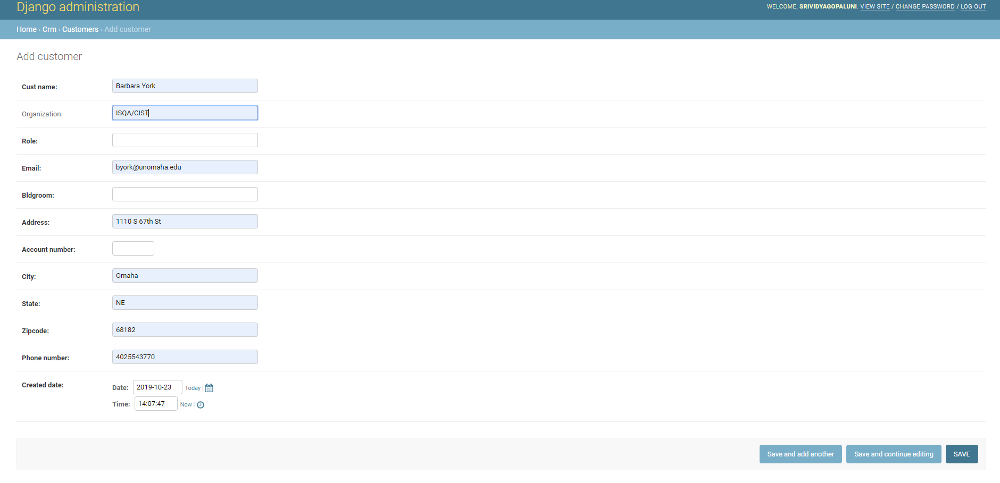 Django administration
WELCOME, SRIVIDYAGOPALUNI. VIEW SITE / CHANGE PASSWORD / LOG OUT
Home › Crm › Customers › Add customer
Add customer
Cust name: Barbara York
Organization: ISQA/CIST
Role:
Email: byork@unomaha.edu
Bldgroom:
Address: 1110 S 67th St
Account number:
City: Omaha
State: NE
Zipcode: 68182
Phone number: 4025543770
Created date: Date: 2019-10-23 Today |
Time: 14:07:47 Now |
Save and add another Save and continue editing SAVE